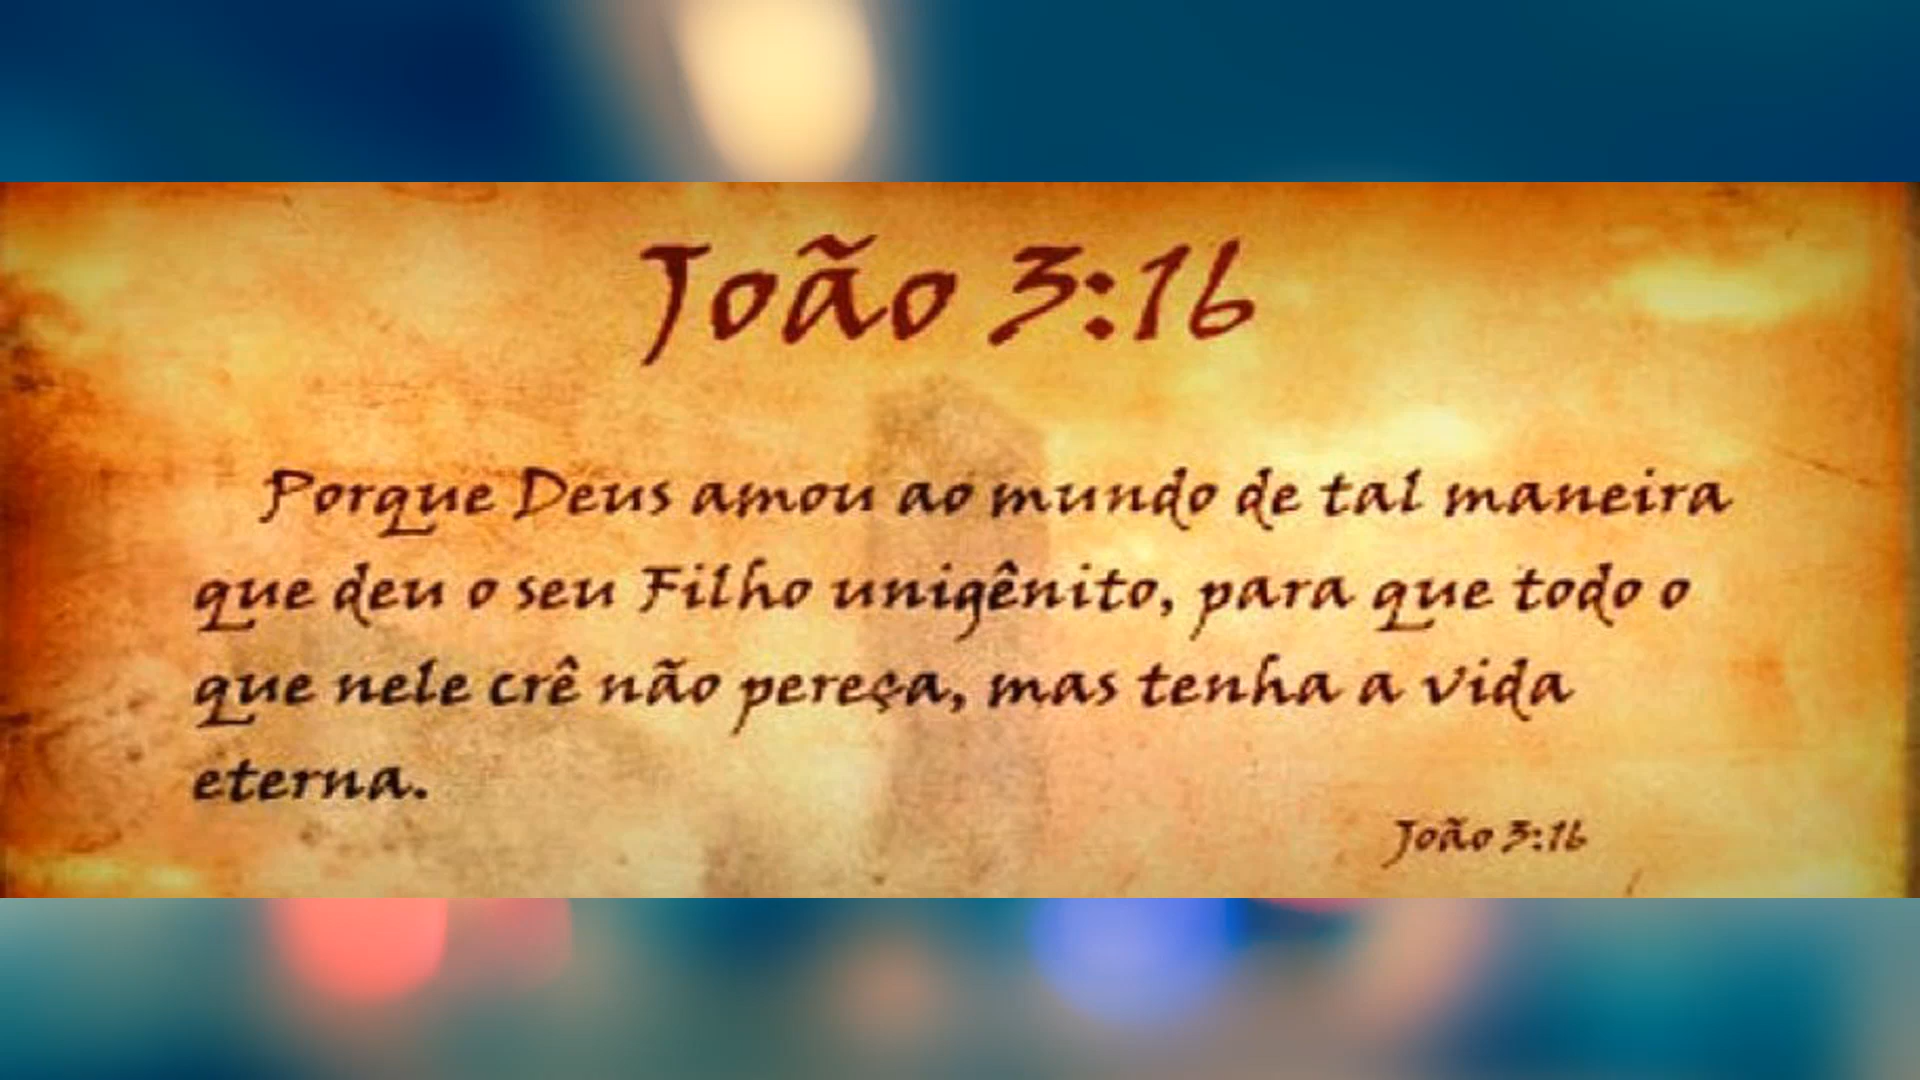 João 3:16
Porque Deus amou ao mundo de tal maneira
que deu o seu Filho unigênito, para que todo o
que nele crê não pereça, mas tenha a vida
eterna.
João 3:16